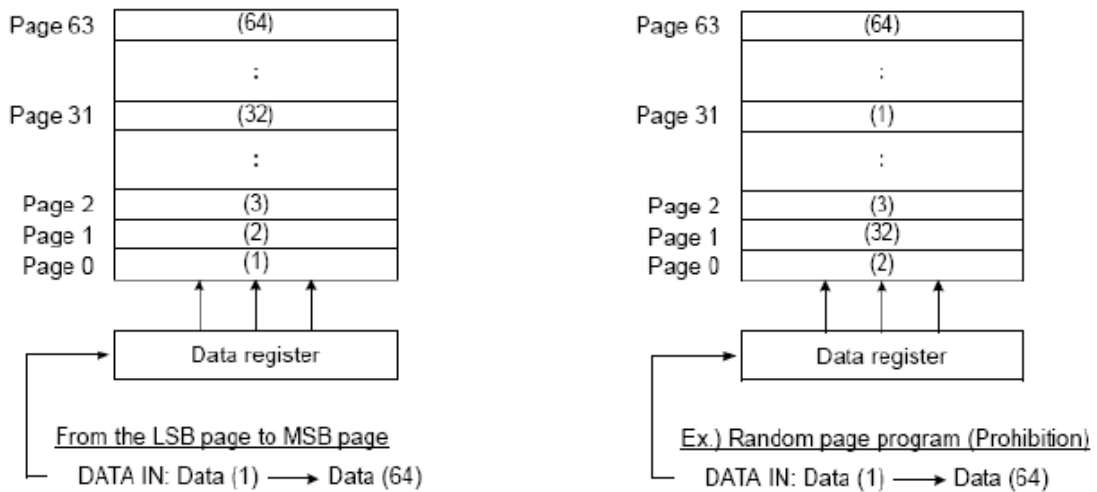 Page 63
(64)
:
Page 31
(32)
:
Page 2
(3)
Page 1
(2)
Page 0
(1)
Data register
From the LSB page to MSB page
DATA IN: Data (1) → Data (64)
Page 63
(64)
:
Page 31
(1)
:
Page 2
(3)
Page 1
(32)
Page 0
(2)
Data register
Ex.) Random page program (Prohibition)
DATA IN: Data (1) → Data (64)